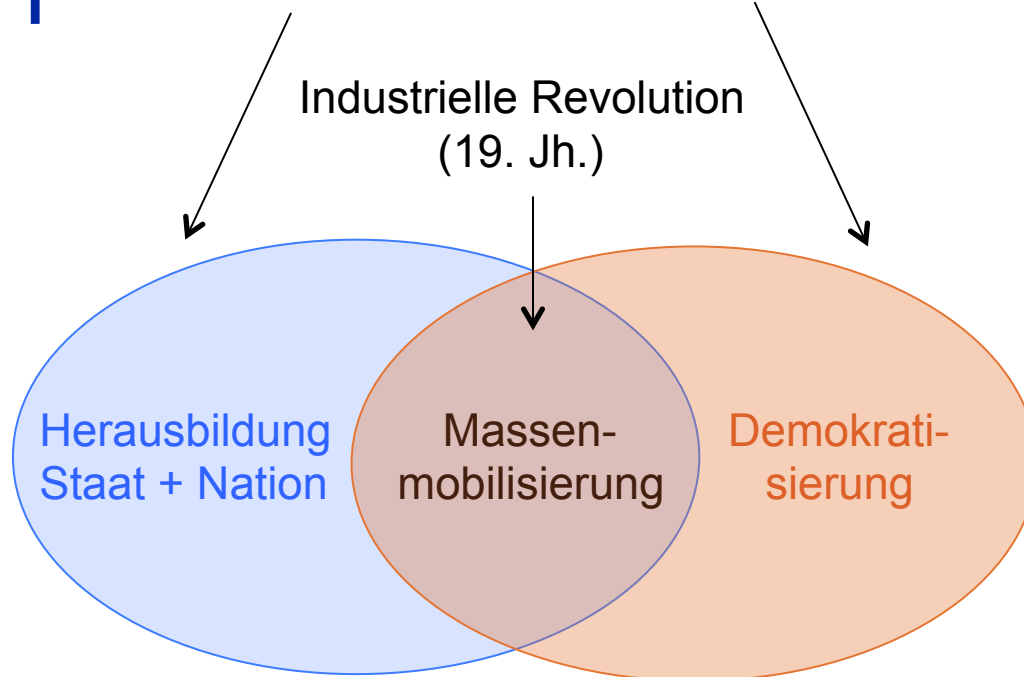 Industrielle Revolution
(19. Jh.)
Herausbildung
Staat + Nation
Massen-
mobilisierung
Demokrati-
sierung